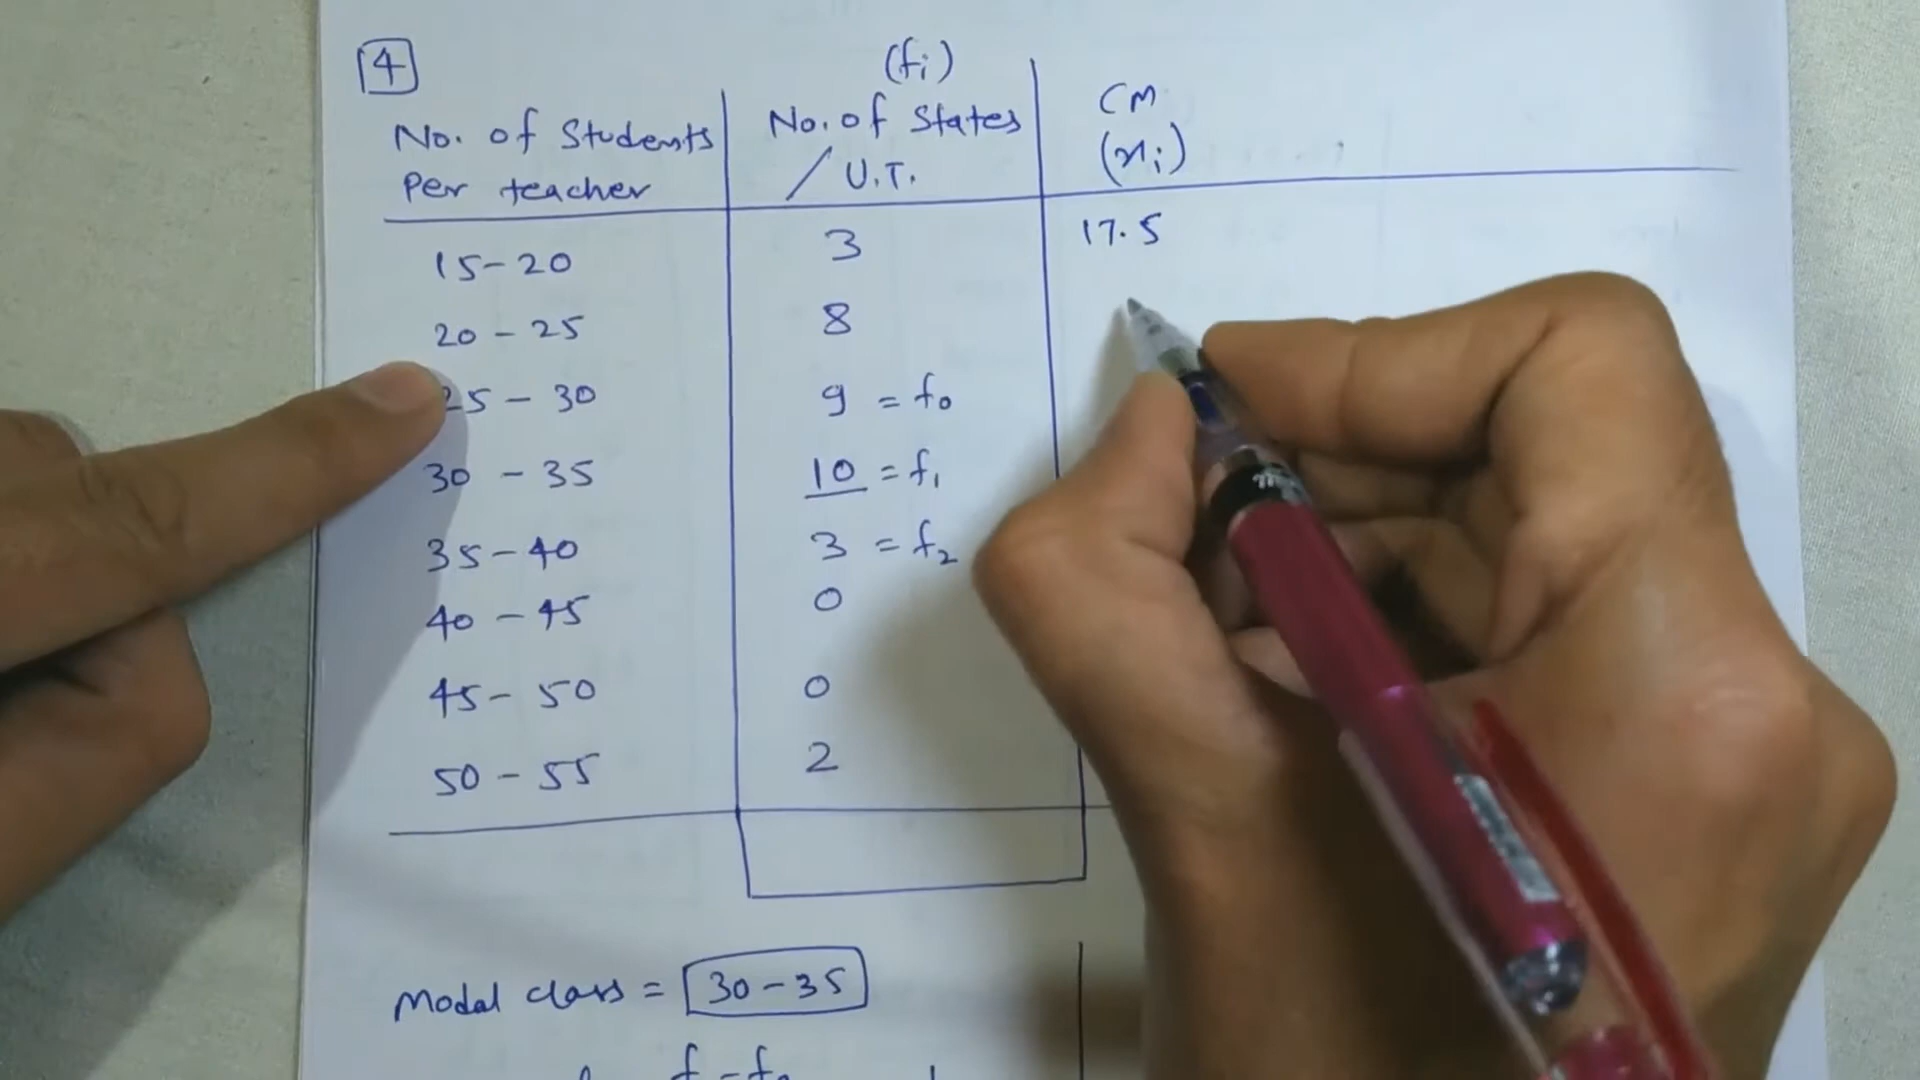 4
(fi)
No. of Students
Per teacher
No. of States
/ U.T.
CM
(xi)
15-20 3 17.5
20 - 25 8
25 - 30 9 = f0
30 - 35 10 = f1
35-40 3 = f2
40 - 45 0
45 - 50 0
50 - 55 2
Modal class = 30-35